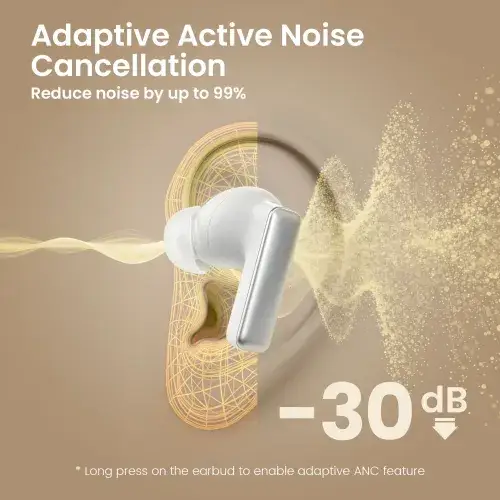 Adaptive Active Noise
Cancellation
Reduce noise by up to 99%
-30 dB
* Long press on the earbud to enable adaptive ANC feature